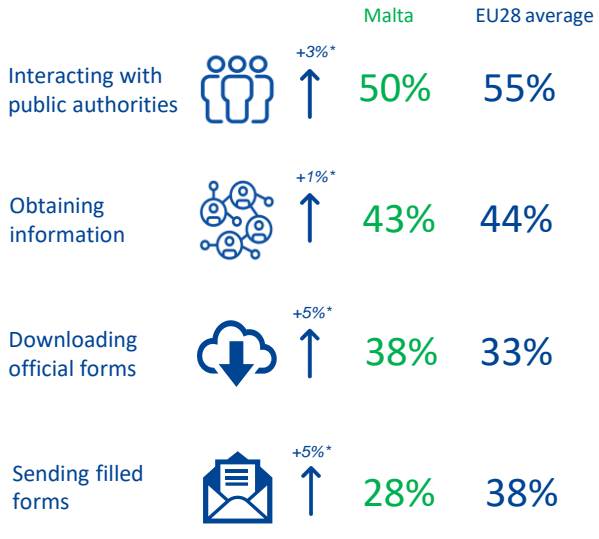 Malta EU28 average
Interacting with
public authorities
+3%*
50% 55%
Obtaining
information
+1%*
43% 44%
Downloading
official forms
+5%*
38% 33%
Sending filled
forms
+5%*
28% 38%